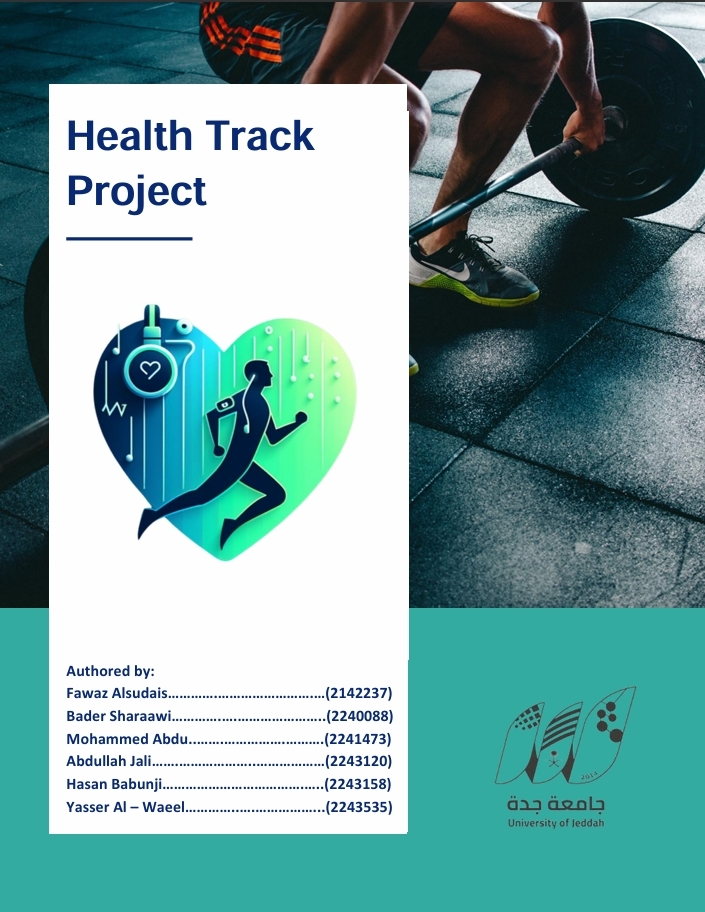 Health Track
Project
Authored by:
Fawaz Alsudais……………………………….…(2142237)
Bader Sharaawi…………..…………………..(2240088)
Mohammed Abdu..……………………………(2241473)
Abdullah Jali……………………………………(2243120)
Hasan Babunji………………………………...…(2243158)
Yasser Al – Waeel…………..…………………...(2243535)
2019
جامعة جدة
University of Jeddah